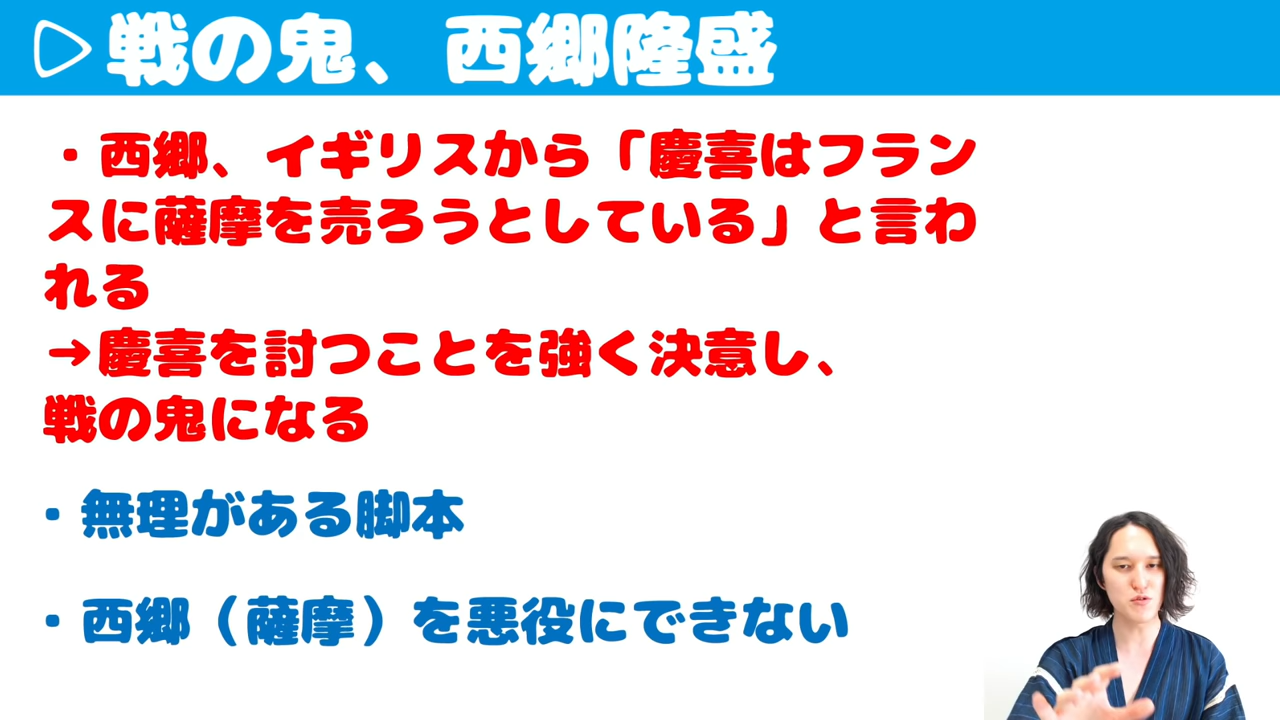 戦の鬼、西郷隆盛
・西郷、イギリスから「慶喜はフラン
スに薩摩を売ろうとしている」と言わ
れる
→慶喜を討つことを強く決意し、
戦の鬼になる
・無理がある脚本
・西郷（薩摩）を悪役にできない